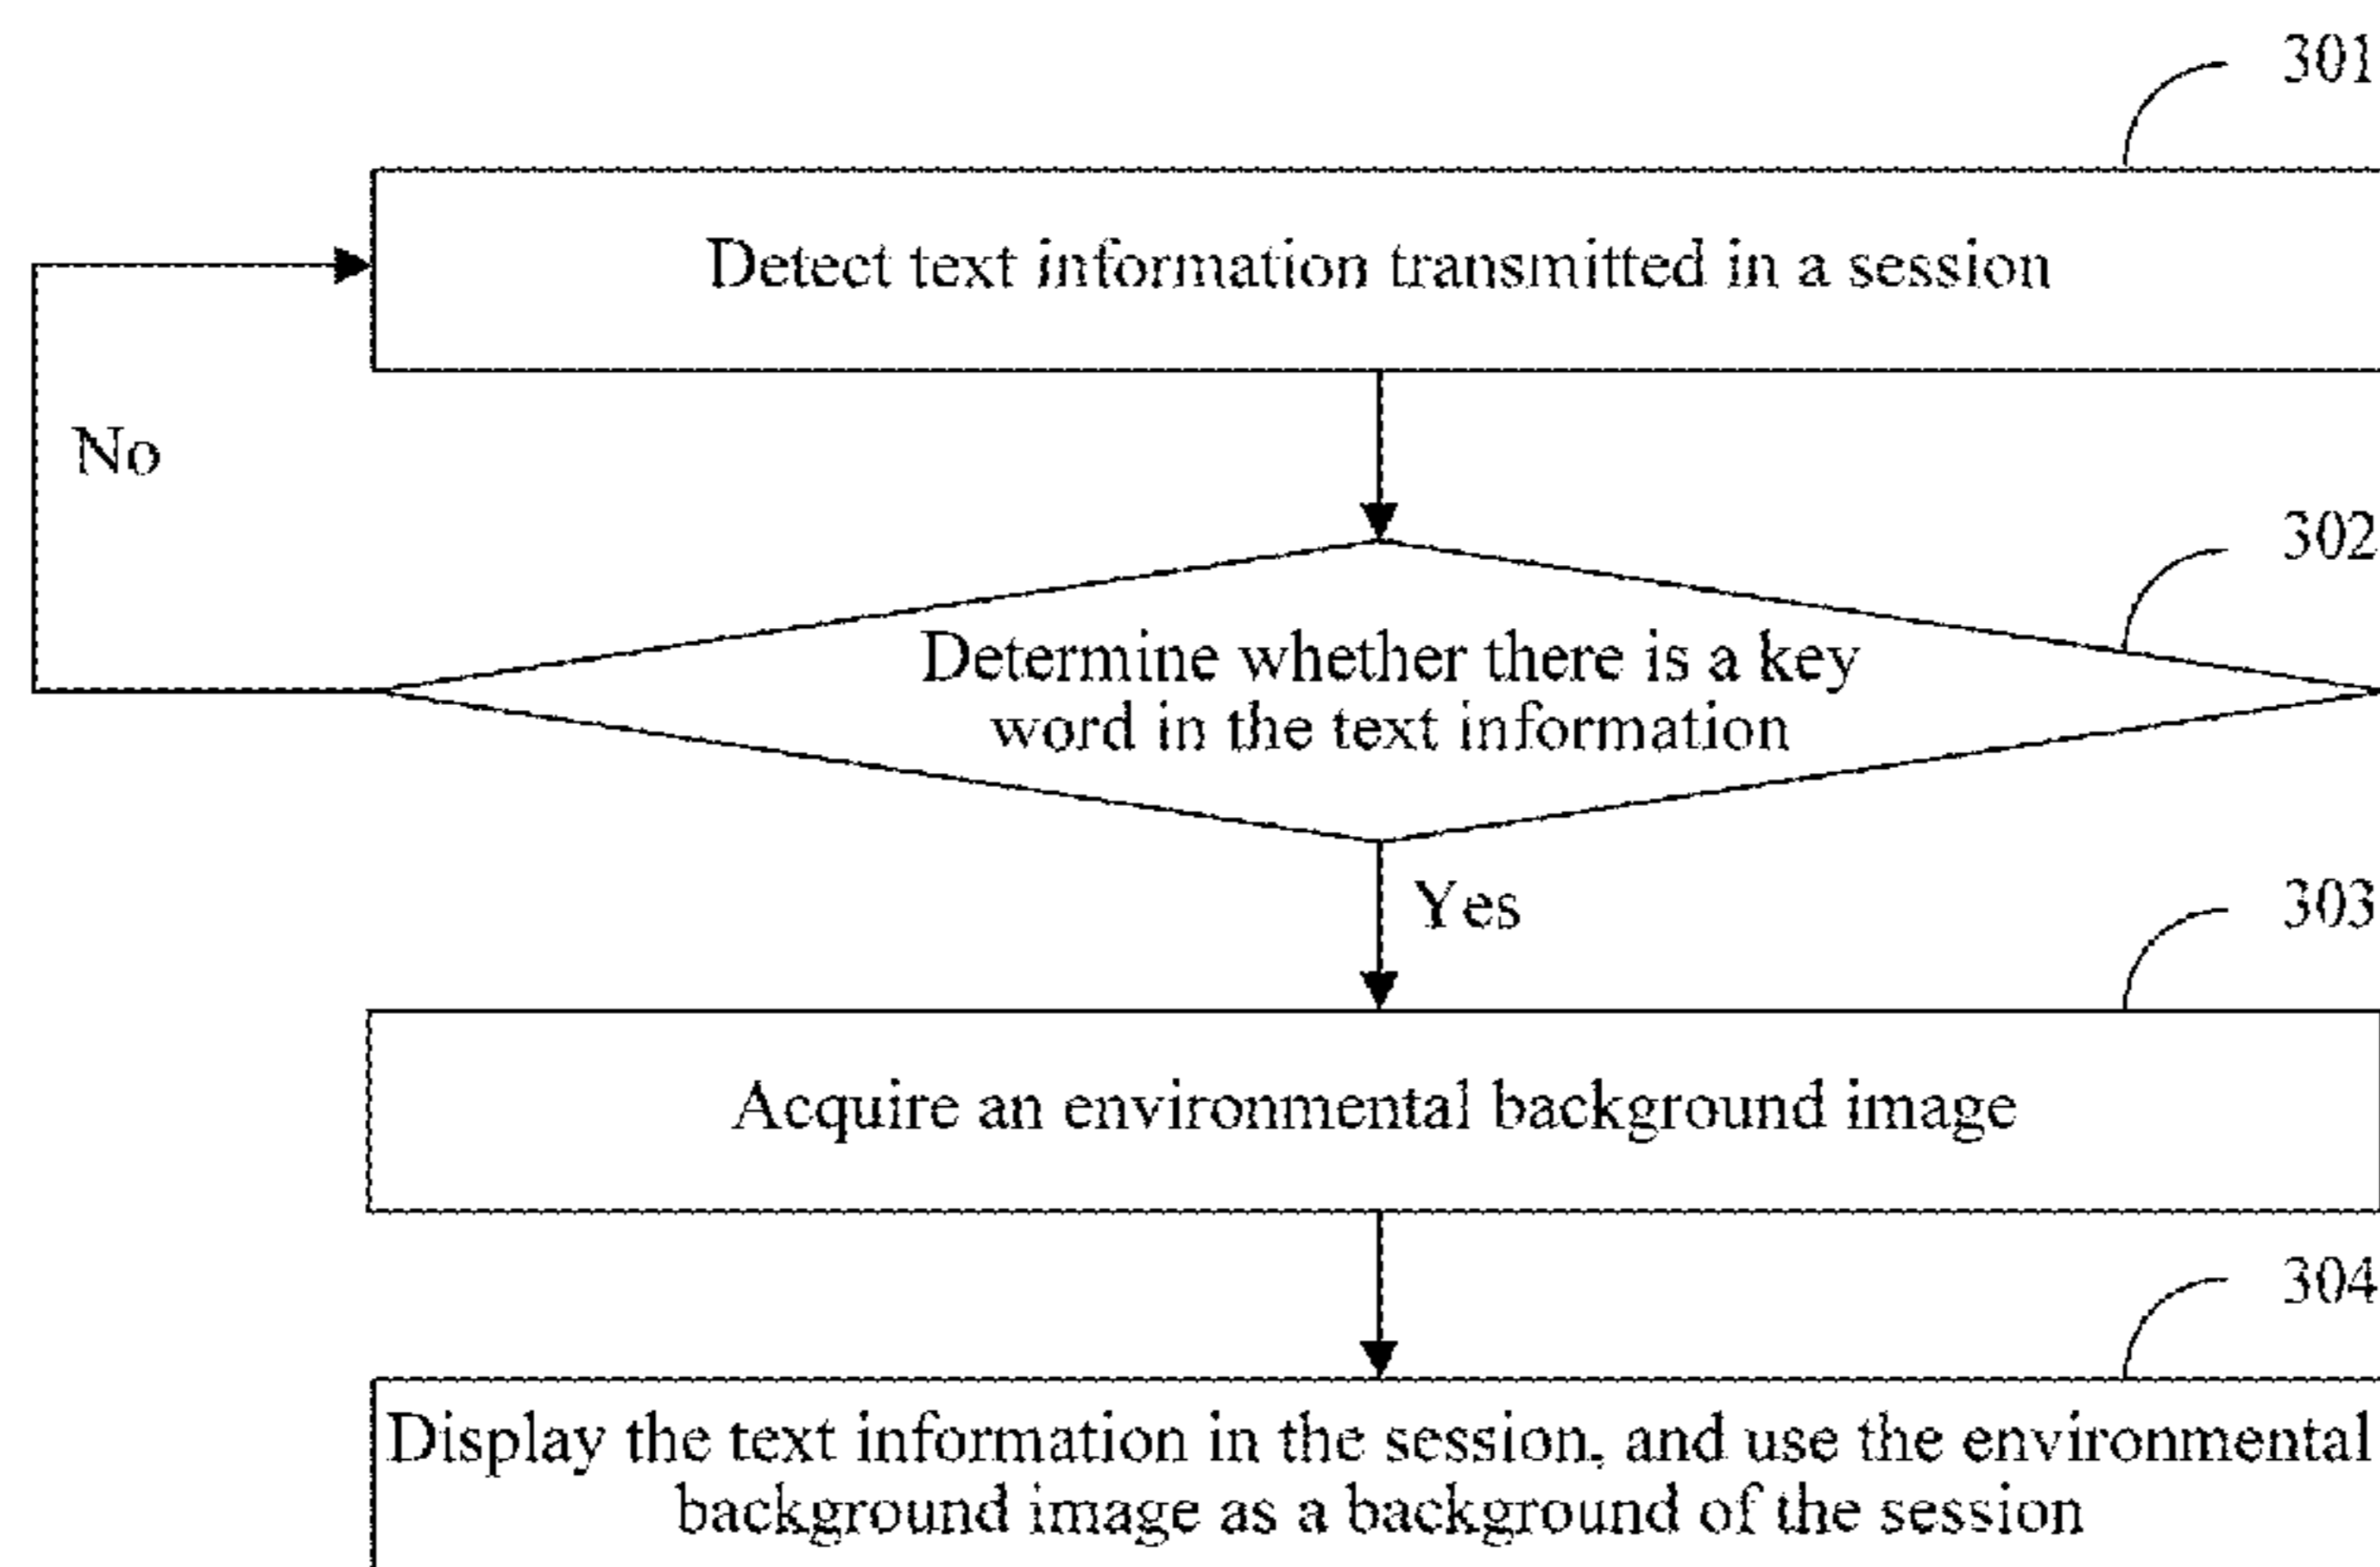 301
Detect text information transmitted in a session
No
302
Determine whether there is a key
word in the text information
Yes
303
Acquire an environmental background image
304
Display the text information in the session, and use the environmental
background image as a background of the session